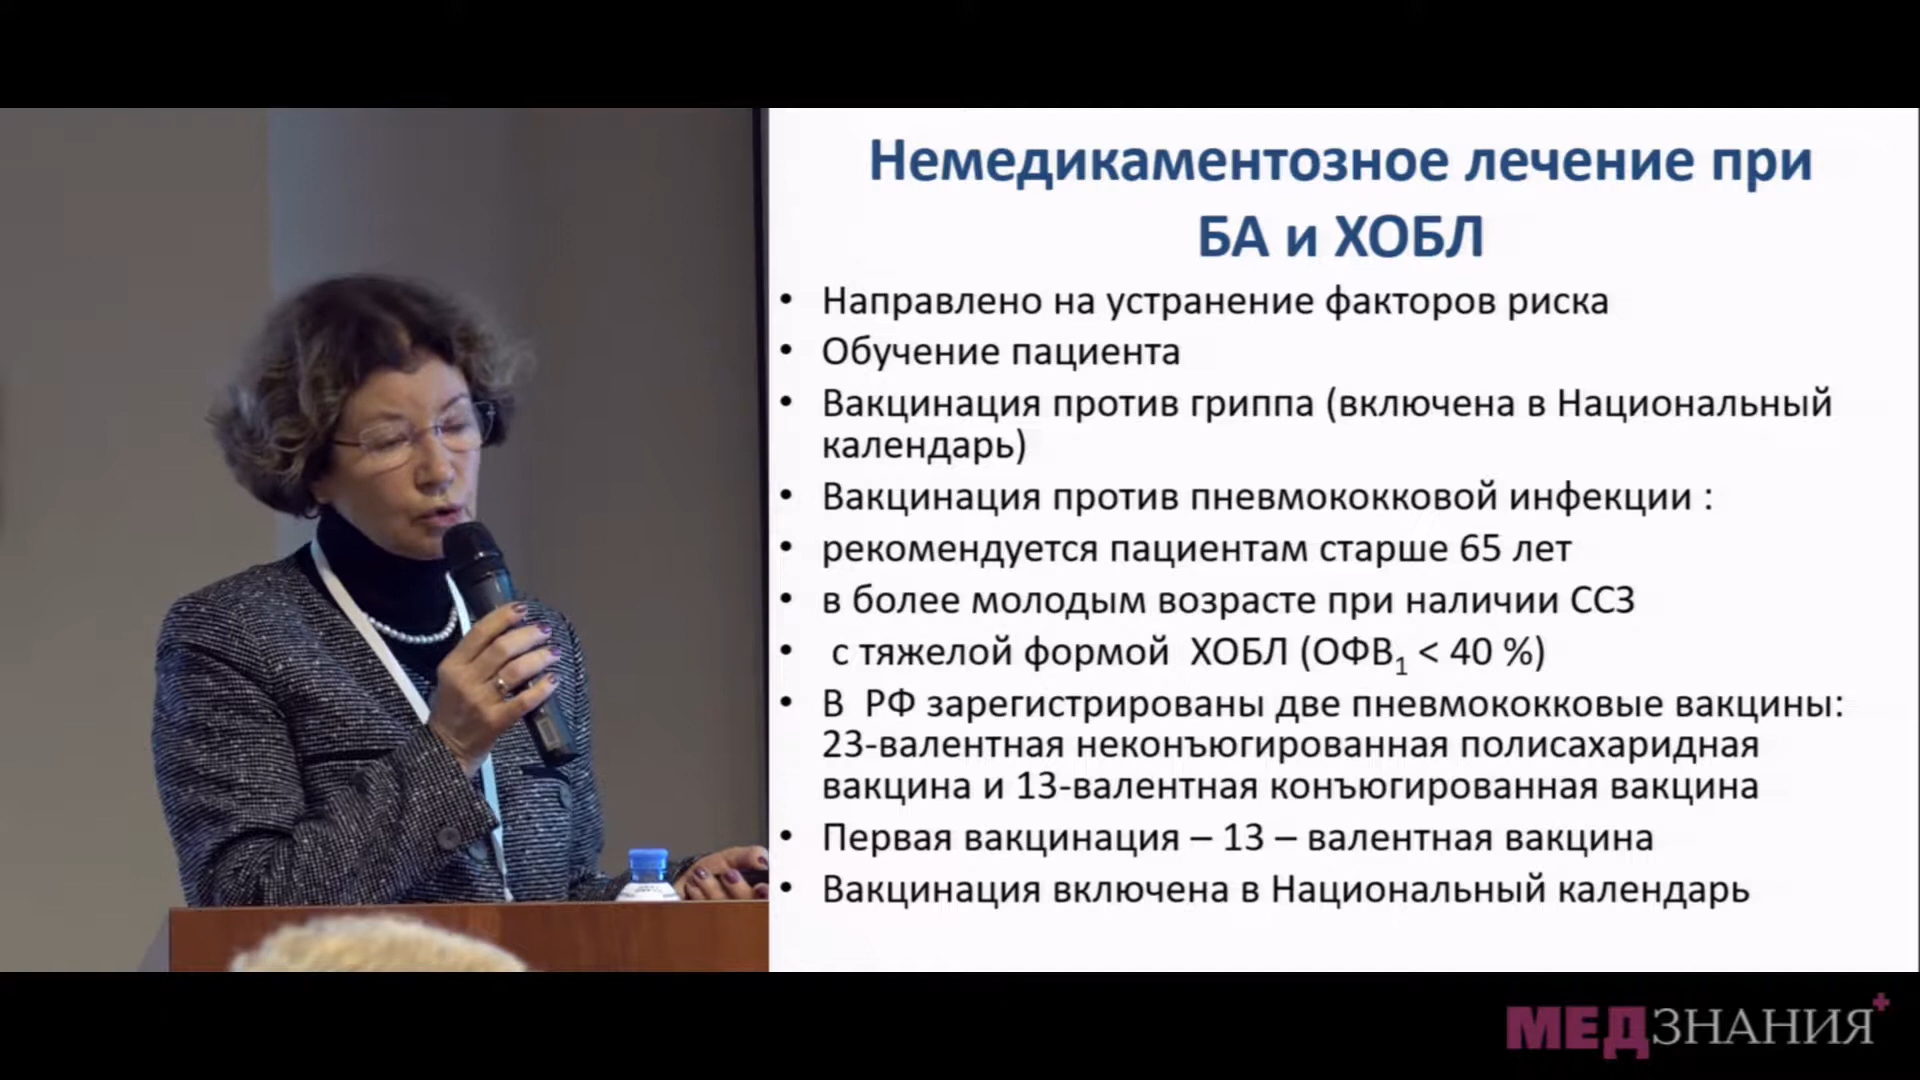 Немедикаментозное лечение при
БА и ХОБЛ
• Направлено на устранение факторов риска
• Обучение пациента
• Вакцинация против гриппа (включена в Национальный
календарь)
• Вакцинация против пневмококковой инфекции :
• рекомендуется пациентам старше 65 лет
• в более молодым возрасте при наличии ССЗ
• с тяжелой формой ХОБЛ (ОФВ1 < 40 %)
• В РФ зарегистрированы две пневмококковые вакцины:
23-валентная неконъюгированная полисахаридная
вакцина и 13-валентная конъюгированная вакцина
• Первая вакцинация – 13 – валентная вакцина
• Вакцинация включена в Национальный календарь
МЕДЗНАНИЯ+